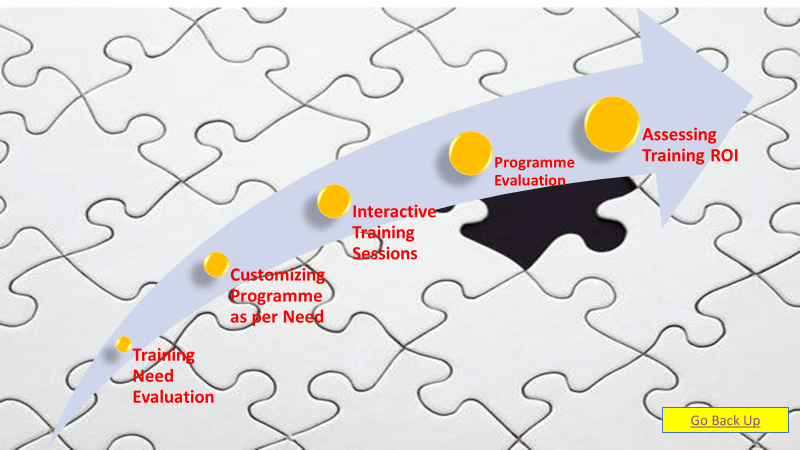 Training
Need
Evaluation
Customizing
Programme
as per Need
Interactive
Training
Sessions
Programme
Evaluation
Assessing
Training ROI
Go Back Up